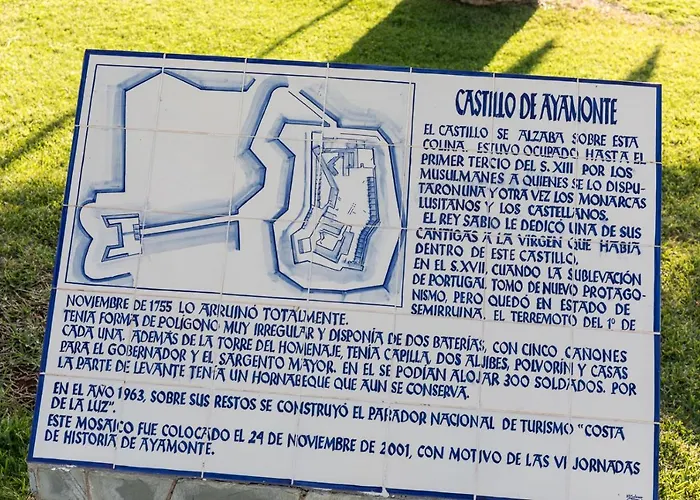 CASTILLO DE AYAMONTE
EL CASTILLO SE ALZABA SOBRE ESTA
COLINA. ESTUVO OCUPADO HASTA EL
PRIMER TERCIO DEL S. XIII POR LOS
MUSULMANES A QUIENES SE LO DISPU-
TARON UNA Y OTRA VEZ LOS MONARCAS
LUSITANOS Y LOS CASTELLANOS.
EL REY SABIO LE DEDICÓ UNA DE SUS
CANTIGAS A LA VIRGEN QUE HABÍA
DENTRO DE ESTE CASTILLO.
EN EL S. XVII, CUANDO LA SUBLEVACIÓN
DE PORTUGAL TOMÓ DE NUEVO PROTAGO-
NISMO, PERO QUEDÓ EN ESTADO DE
SEMIRRUINA. EL TERREMOTO DEL 1º DE
NOVIEMBRE DE 1755 LO ARRUINÓ TOTALMENTE.
TENÍA FORMA DE POLÍGONO MUY IRREGULAR Y DISPONÍA DE DOS BATERÍAS, CON CINCO CAÑONES
CADA UNA. ADEMÁS DE LA TORRE DEL HOMENAJE, TENÍA CAPILLA, DOS ALJIBES, POLVORÍN Y CASAS
PARA EL GOBERNADOR Y EL SARGENTO MAYOR. EN EL SE PODÍAN ALOJAR 300 SOLDADOS. POR
LA PARTE DE LEVANTE TENÍA UN HORNABEQUE QUE AUN SE CONSERVA.
EN EL AÑO 1963, SOBRE SUS RESTOS SE CONSTRUYÓ EL PARADOR NACIONAL DE TURISMO "COSTA
DE LA LUZ".
ESTE MOSAICO FUE COLOCADO EL 24 DE NOVIEMBRE DE 2001, CON MOTIVO DE LAS VI JORNADAS
DE HISTORIA DE AYAMONTE.